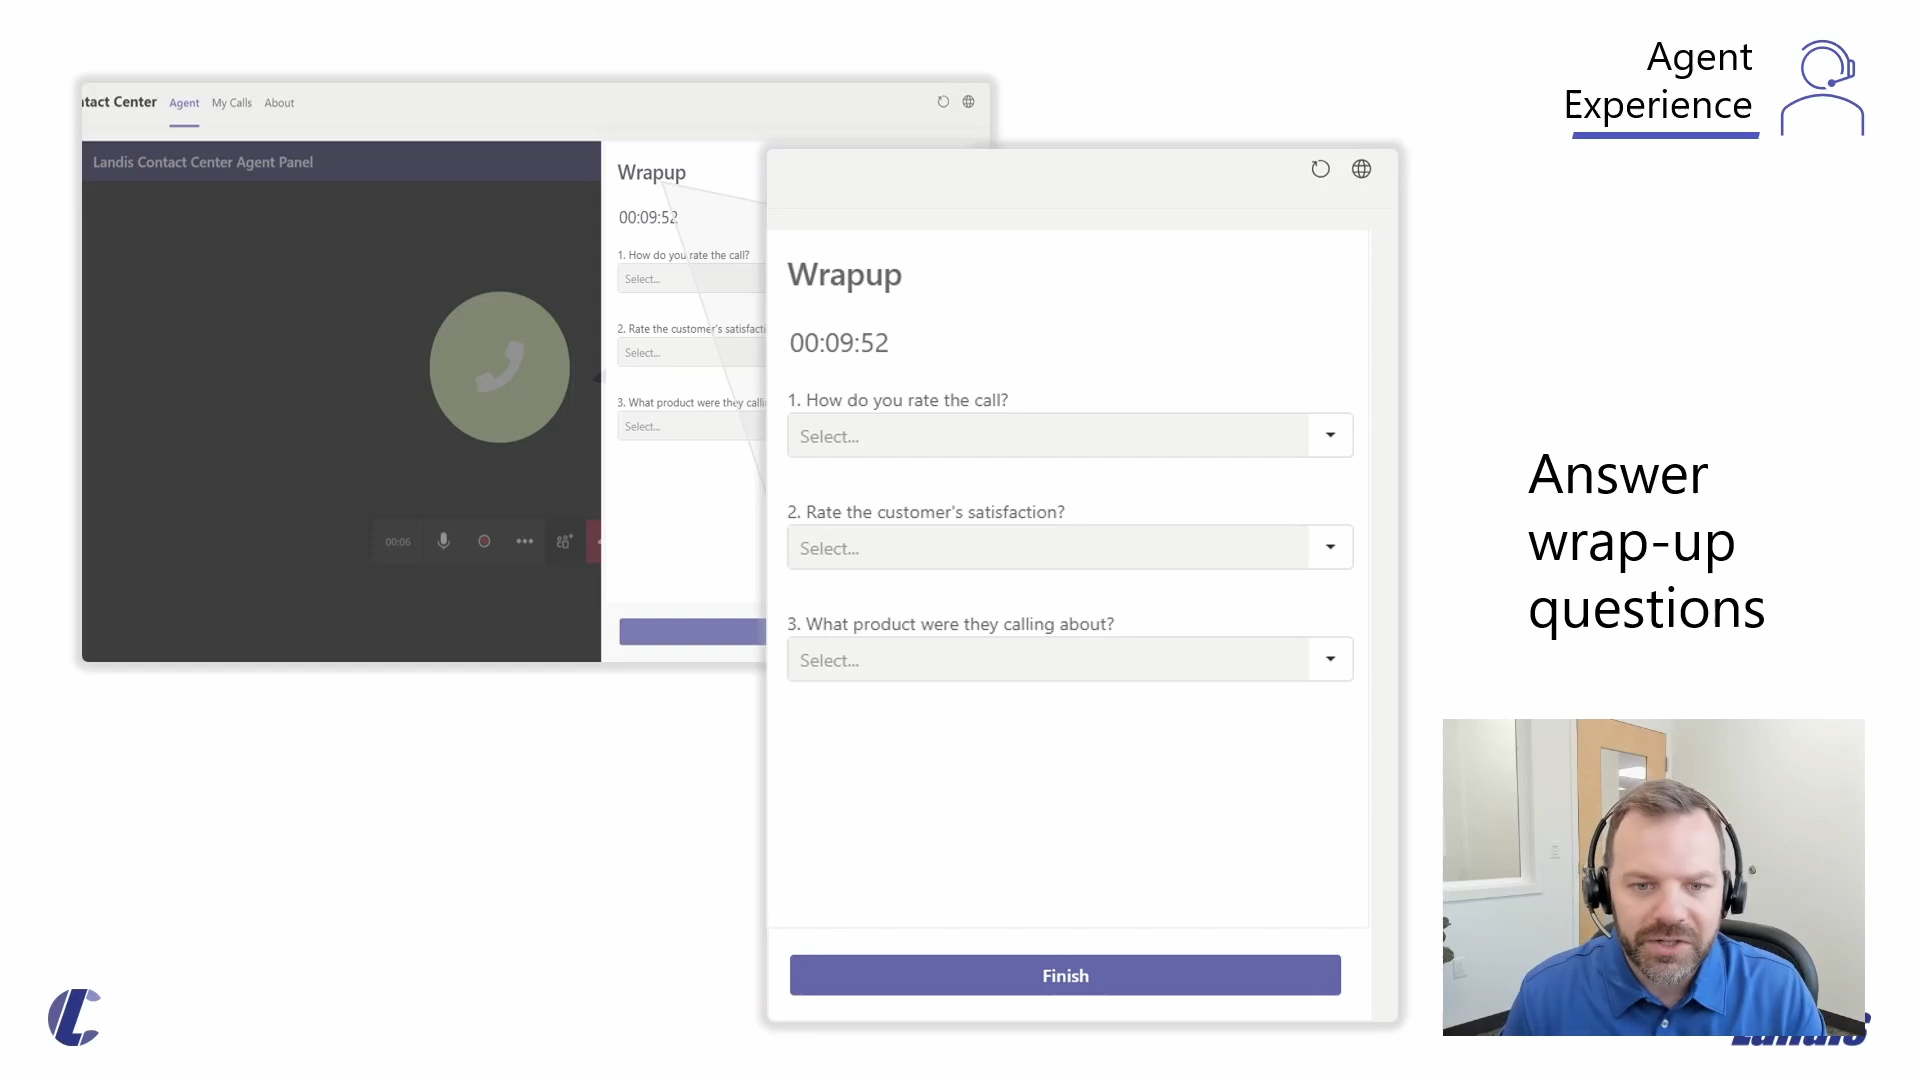 Agent
Experience
tact Center
Agent
My Calls
About
Landis Contact Center Agent Panel
Wrapup
00:09:52
1. How do you rate the call?
Select...
2. Rate the customer's satisfacti
Select...
3. What product were they calli
Select...
00:06
Wrapup
00:09:52
1. How do you rate the call?
Select...
2. Rate the customer's satisfaction?
Select...
3. What product were they calling about?
Select...
Finish
Answer
wrap-up
questions